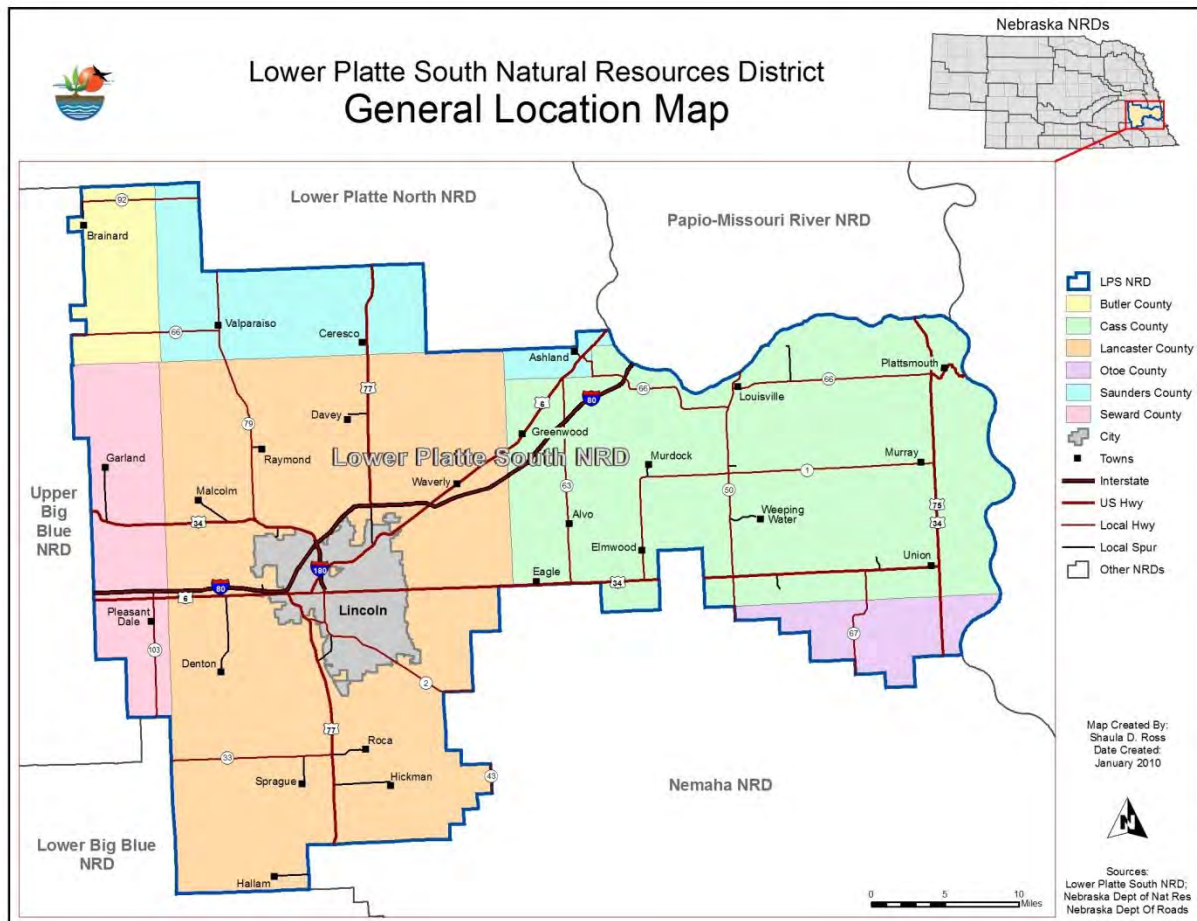 Nebraska NRDs
Lower Platte South Natural Resources District
General Location Map
Lower Platte North NRD
Papio-Missouri River NRD
92
Brainard
66
Valparaiso
Ceresco
77
Ashland
66
Plattsmouth
66
Louisville
6
80
Davey
79
Greenwood
Lower Platte South NRD
Garland
Raymond
Murdock
1
Murray
Waverly
Malcolm
63
50
75
34
Upper
Big
Blue
NRD
34
Alvo
Weeping
Water
Elmwood
Union
180
Eagle
34
80
6
Lincoln
Pleasant
Dale
103
67
Denton
2
77
Roca
33
Sprague
Hickman
43
Nemaha NRD
Lower Big Blue
NRD
Hallam
LPS NRD
Butler County
Cass County
Lancaster County
Otoe County
Saunders County
Seward County
City
Towns
Interstate
US Hwy
Local Hwy
Local Spur
Other NRDs
Map Created By:
Shaula D. Ross
Date Created:
January 2010
N
Sources:
Lower Platte South NRD;
Nebraska Dept of Nat Res
Nebraska Dept Of Roads
0 5 10
Miles